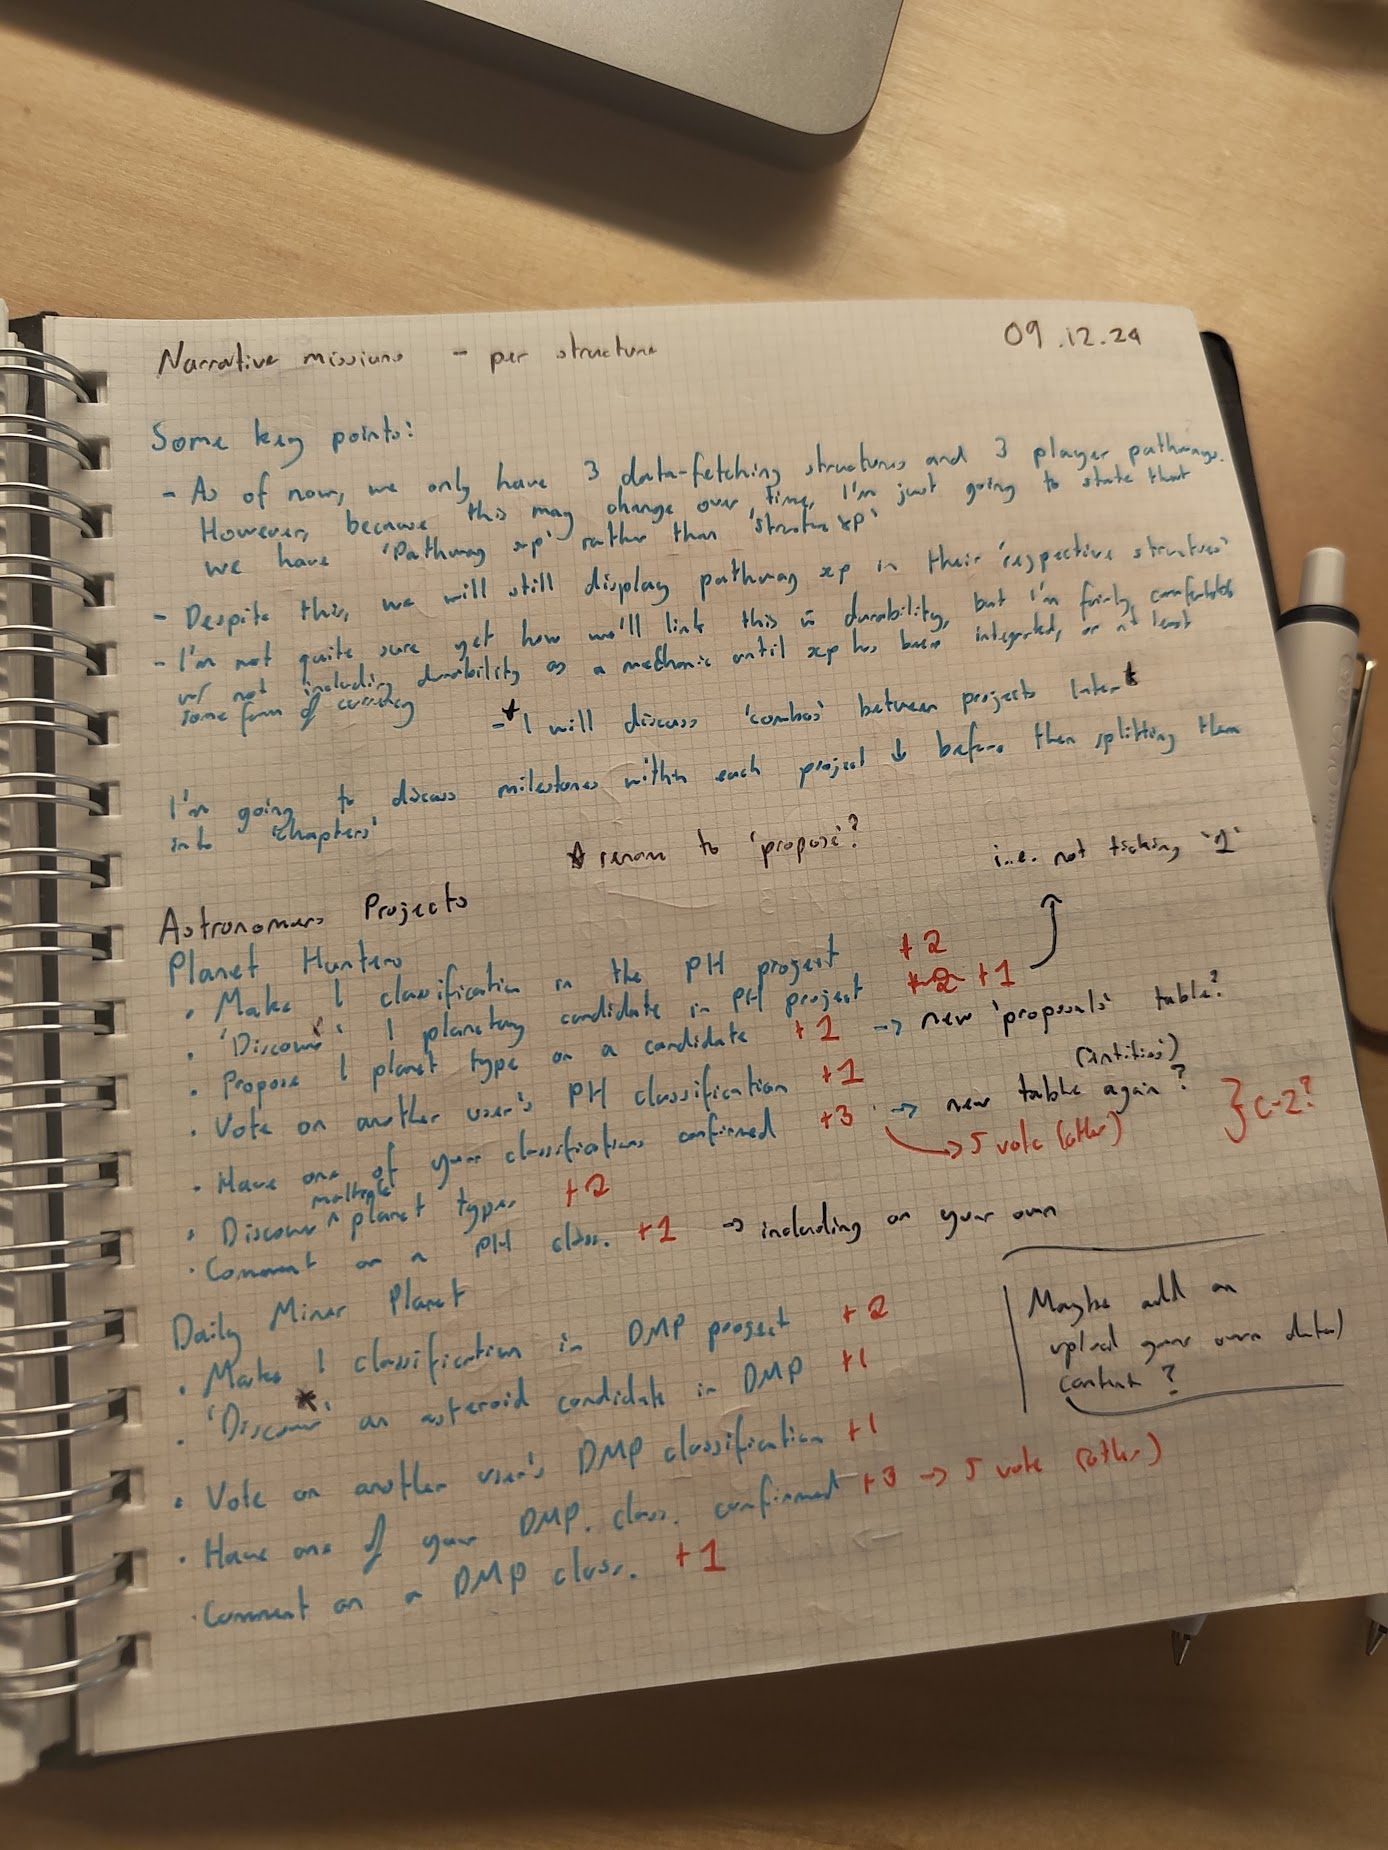 Narrative missions - per structure
09.12.24
Some key points:
- As of now, we only have 3 data-fetching structures and 3 player pathways.
However, because this may change over time, I'm just going to state that
we have 'Pathway xp' rather than 'structure xp'
- Despite this, we will still display pathway xp in their 'respective structures'
- I'm not quite sure yet how we'll link this to durability, but I'm fairly comfortable
w/ not including durability as a mechanic until xp has been integrated, or at least
some form of currency
- * I will discuss 'combos' between projects later *
I'm going to discuss milestones within each project ↓ before then splitting them
into 'chapters'
☆ rename to 'propose'?
i.e. not ticking '1'
Astronomers Projects
Planet Hunters
• Make 1 classification in the PH project +2
• 'Discover' 1 planetary candidate in PH project +2 +1
• Propose 1 planet type on a candidate +1 → new 'proposals' table?
• Vote on another user's PH classification +1
(entities)
• Have one of your classifications confirmed +3 → new table again?
→ 5 vote (other)
} C-2?
• Discover ^ multiple planet types +2
• Comment on a PH class. +1 → including on your own
Daily Minor Planet
• Make 1 classification in DMP project +2
• 'Discover' * an asteroid candidate in DMP +1
• Vote on another user's DMP classification +1
• Have one of your DMP. class. confirmed +3 → 5 vote (other)
• Comment on a DMP class. +1
Maybe add an
upload your own data/
content?